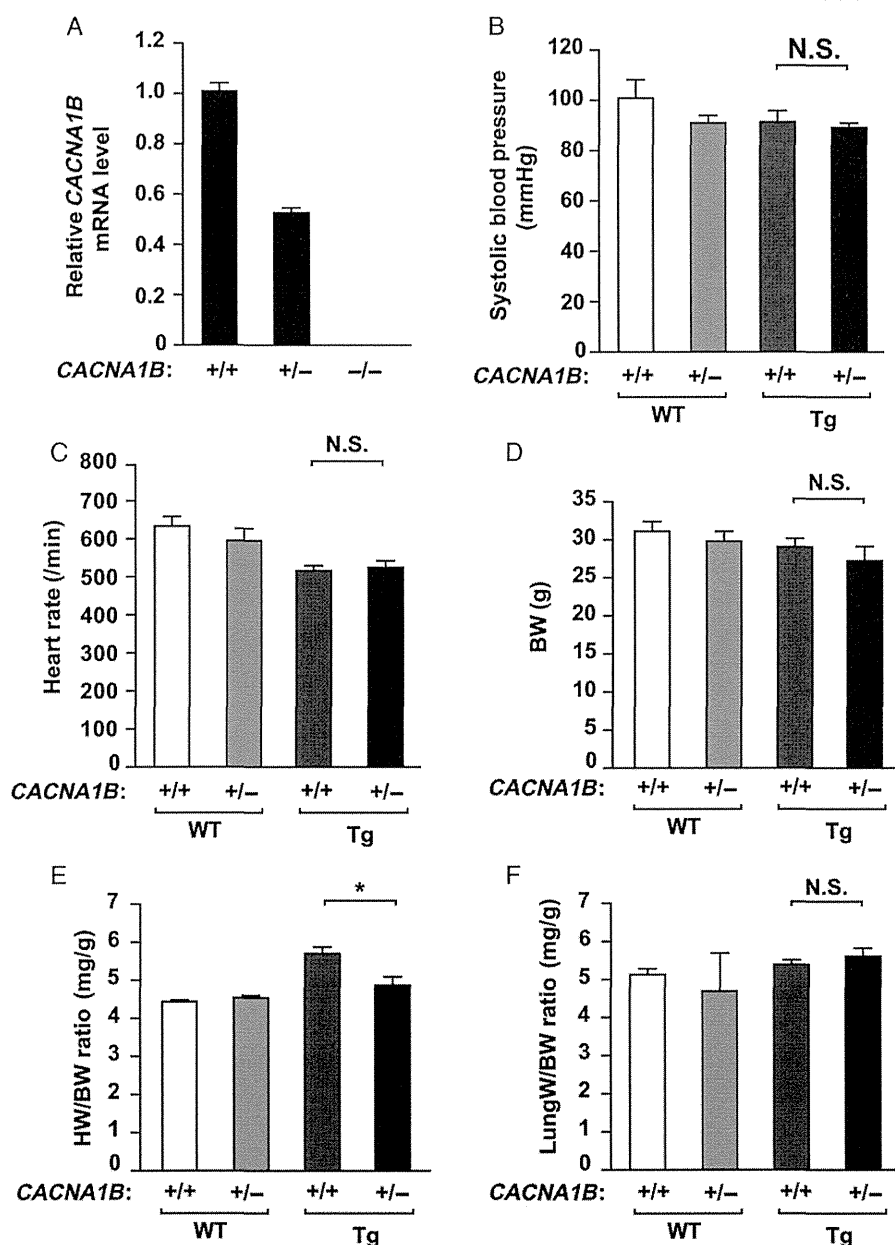 A
Relative CACNA1B
mRNA level
1.2
1.0
0.8
0.6
0.4
0.2
0
CACNA1B: +/+ +/− −/−
B
Systolic blood pressure
(mmHg)
120
100
80
60
40
20
0
N.S.
CACNA1B: +/+ +/− +/+ +/−
WT Tg
C
Heart rate (/min)
800
700
600
500
400
300
200
100
0
N.S.
CACNA1B: +/+ +/− +/+ +/−
WT Tg
D
BW (g)
35
30
25
20
15
10
5
0
N.S.
CACNA1B: +/+ +/− +/+ +/−
WT Tg
E
HW/BW ratio (mg/g)
7
6
5
4
3
2
1
0
*
CACNA1B: +/+ +/− +/+ +/−
WT Tg
F
LungW/BW ratio (mg/g)
7
6
5
4
3
2
1
0
N.S.
CACNA1B: +/+ +/− +/+ +/−
WT Tg